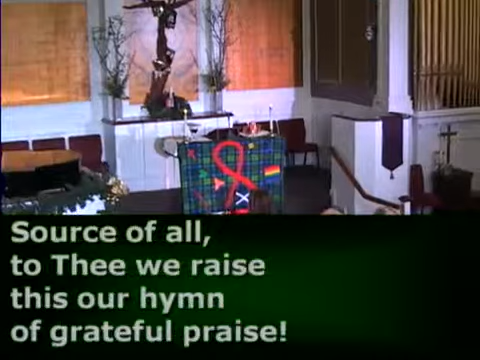 Source of all,
to Thee we raise
this our hymn
of grateful praise!